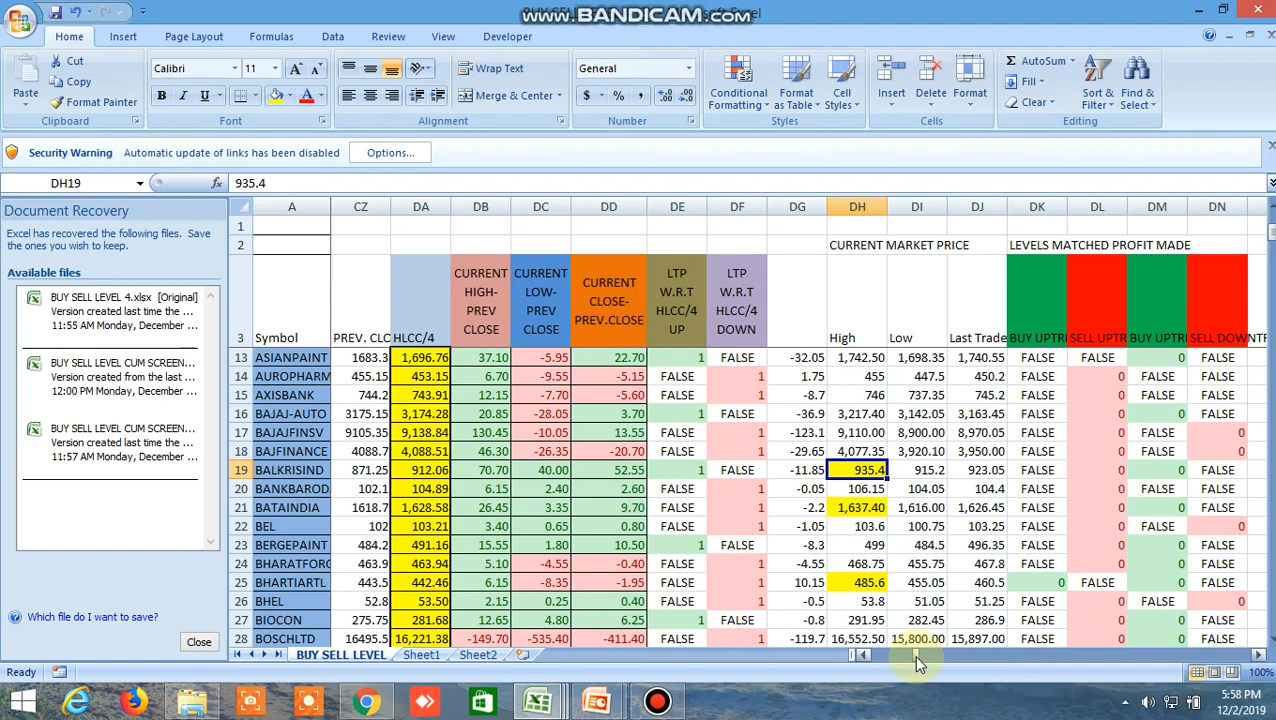 www.BANDICAM.com
Home Insert Page Layout Formulas Data Review View Developer
Cut
Copy
Format Painter
Paste
Clipboard
Calibri 11
B I U
Font
Wrap Text
Merge & Center
Alignment
General
$ % ,
Number
Conditional Formatting
Format as Table
Cell Styles
Styles
Insert Delete Format
Cells
AutoSum
Fill
Clear
Sort & Filter
Find & Select
Editing
Security Warning Automatic update of links has been disabled Options...
DH19 fx 935.4
Document Recovery
Excel has recovered the following files. Save the ones you wish to keep.
Available files
BUY SELL LEVEL 4.xlsx [Original]
Version created last time the ...
11:55 AM Monday, December ...
BUY SELL LEVEL CUM SCREEN...
Version created from the last ...
12:00 PM Monday, December ...
BUY SELL LEVEL CUM SCREEN...
Version created last time the ...
11:57 AM Monday, December ...
Which file do I want to save?
Close
A CZ DA DB DC DD DE DF DG DH DI DJ DK DL DM DN
1
2 CURRENT MARKET PRICE LEVELS MATCHED PROFIT MADE
3 Symbol PREV. CLO HLCC/4 CURRENT HIGH-PREV CLOSE CURRENT LOW-PREV CLOSE CURRENT CLOSE-PREV.CLOSE LTP W.R.T HLCC/4 UP LTP W.R.T HLCC/4 DOWN High Low Last Trade BUY UPTRE SELL UPTR BUY UPTR SELL DOWNTR
13 ASIANPAINT 1683.3 1,696.76 37.10 -5.95 22.70 1 FALSE -32.05 1,742.50 1,698.35 1,740.55 FALSE FALSE 0 FALSE
14 AUROPHARM 455.15 453.15 6.70 -9.55 -5.15 FALSE 1 1.75 455 447.5 450.2 FALSE 0 FALSE FALSE
15 AXISBANK 744.2 743.91 12.15 -7.70 -5.60 FALSE 1 -8.7 746 737.35 745.2 FALSE 0 FALSE FALSE
16 BAJAJ-AUTO 3175.15 3,174.28 20.85 -28.05 3.70 1 FALSE -36.9 3,217.40 3,142.05 3,163.45 FALSE 0 0 FALSE
17 BAJAJFINSV 9105.35 9,138.84 130.45 -10.05 13.55 1 FALSE -123.1 9,110.00 8,900.00 8,970.05 FALSE 0 FALSE 0
18 BAJFINANCE 4088.7 4,088.51 46.30 -26.35 -20.70 FALSE 1 -29.65 4,077.35 3,920.10 3,950.00 FALSE 0 FALSE 0
19 BALKRISIND 871.25 912.06 70.70 40.00 52.55 1 FALSE -11.85 935.4 915.2 923.05 FALSE 0 0 FALSE
20 BANKBAROD 102.1 104.89 6.15 2.40 2.60 FALSE 1 -0.05 106.15 104.05 104.4 FALSE 0 0 FALSE
21 BATAINDIA 1618.7 1,628.58 26.45 3.35 9.70 FALSE 1 -2.2 1,637.40 1,616.00 1,626.45 FALSE 0 0 FALSE
22 BEL 102 103.21 3.40 0.65 0.80 FALSE 1 -1.05 103.6 100.75 103.25 FALSE 0 FALSE 0
23 BERGEPAINT 484.2 491.16 15.55 1.80 10.50 1 FALSE -8.3 499 484.5 496.35 FALSE 0 0 FALSE
24 BHARATFORG 463.9 463.94 5.10 -4.55 -0.40 FALSE 1 -4.55 468.75 455.75 467.8 FALSE 0 0 FALSE
25 BHARTIARTL 443.5 442.46 6.15 -8.35 -1.95 FALSE 1 10.15 485.6 455.05 460.5 0 FALSE 0 FALSE
26 BHEL 52.8 53.50 2.15 0.25 0.40 FALSE 1 -0.5 53.8 51.05 51.25 FALSE 0 FALSE 0
27 BIOCON 275.75 281.68 12.65 4.80 6.25 1 FALSE -0.8 291.95 282.45 286.9 FALSE 0 0 FALSE
28 BOSCHLTD 16495.5 16,221.38 -149.70 -535.40 -411.40 FALSE 1 -119.7 16,552.50 15,800.00 15,897.00 FALSE 0 0 FALSE
BUY SELL LEVEL Sheet1 Sheet2
Ready 100%
5:58 PM
12/2/2019